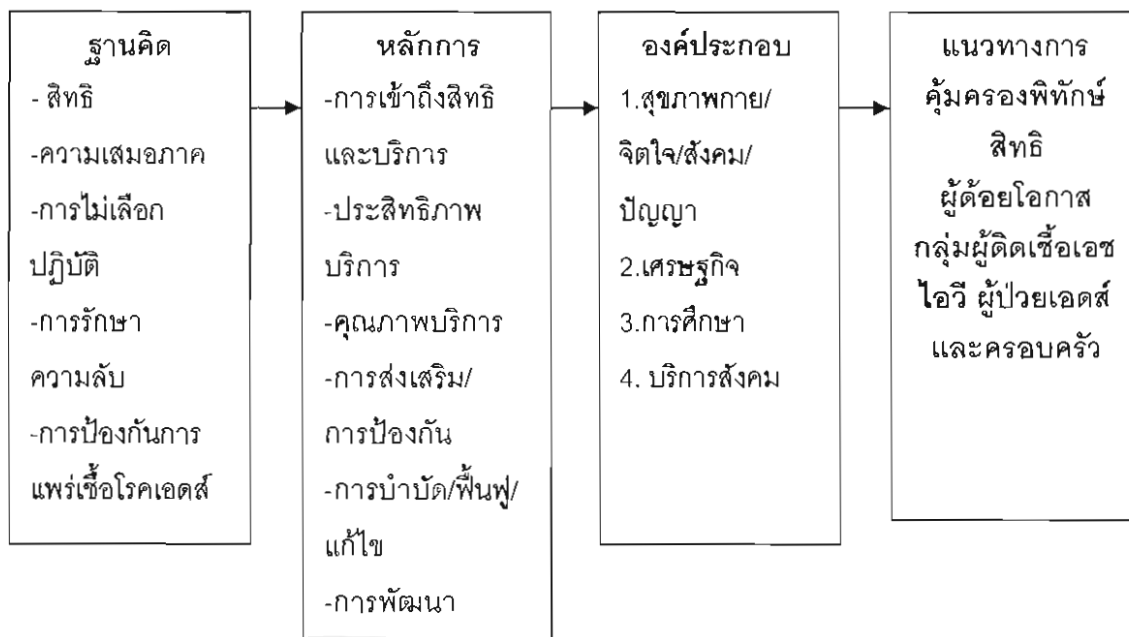 ฐานคิด
- สิทธิ
-ความเสมอภาค
-การไม่เลือก
ปฏิบัติ
-การรักษา
ความลับ
-การป้องกันการ
แพร่เชื้อโรคเอดส์
หลักการ
-การเข้าถึงสิทธิ
และบริการ
-ประสิทธิภาพ
บริการ
-คุณภาพบริการ
-การส่งเสริม/
การป้องกัน
-การบำบัด/ฟื้นฟู/
แก้ไข
-การพัฒนา
องค์ประกอบ
1.สุขภาพกาย/
จิตใจ/สังคม/
ปัญญา
2.เศรษฐกิจ
3.การศึกษา
4. บริการสังคม
แนวทางการ
คุ้มครองพิทักษ์
สิทธิ
ผู้ด้อยโอกาส
กลุ่มผู้ติดเชื้อเอช
ไอวี ผู้ป่วยเอดส์
และครอบครัว